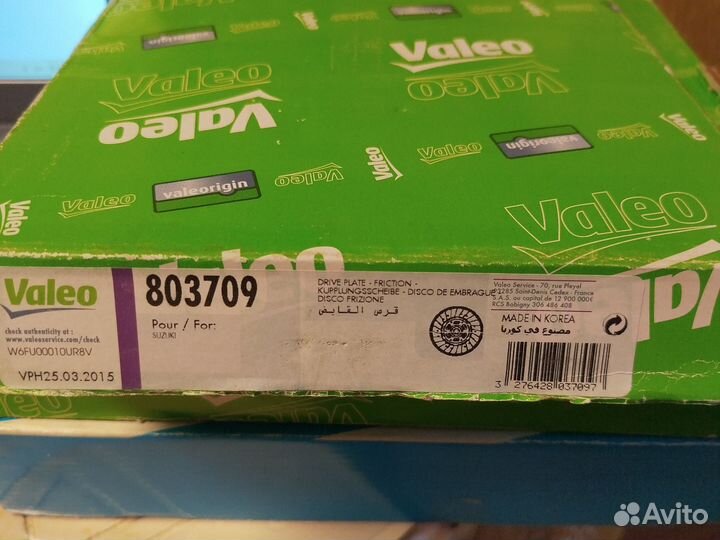 valeorigin
Valeo
Valeo
Valeo
Valeo
Valeo
Valeo
valeorigin
Valeo
valeorigin
Valeo
Valeo
Valeo
Valeo
803709
Pour / For:
SUZUKI
check authenticity at :
www.valeoservice.com/check
W6FU00010UR8V
VPH25.03.2015
DRIVE PLATE - FRICTION -
KUPPLUNGSSCHEIBE - DISCO DE EMBRAGUE
DISCO FRIZIONE
قرص القابض
Valeo Service - 70, rue Pleyel
93285 Saint-Denis Cedex - France
S.A.S. au capital de 12 900 000€
RCS Bobigny 306 486 408
MADE IN KOREA
مصنوع في كوريا
3 276428 037097
Avito